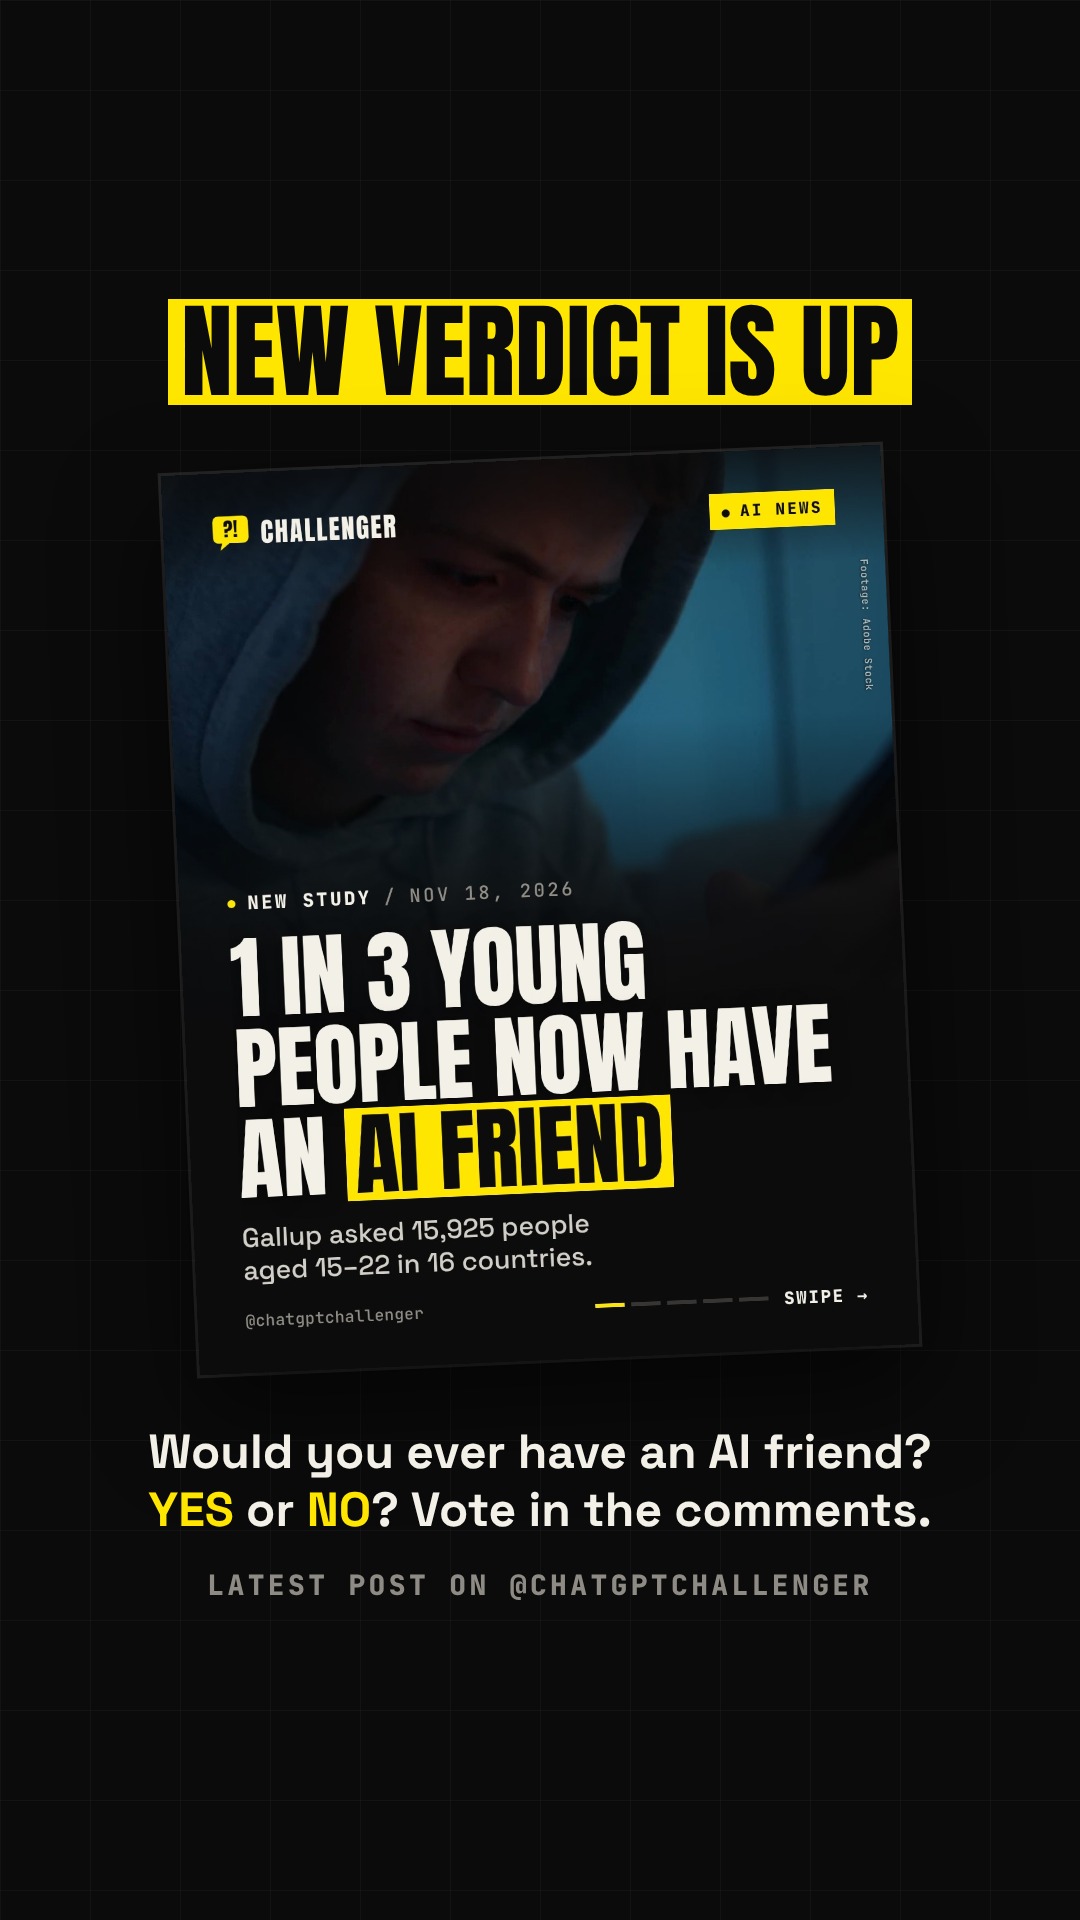 NEW VERDICT IS UP
?! CHALLENGER
• AI NEWS
Footage: Adobe Stock
• NEW STUDY / NOV 18, 2026
1 IN 3 YOUNG
PEOPLE NOW HAVE
AN AI FRIEND
Gallup asked 15,925 people
aged 15–22 in 16 countries.
@chatgptchallenger
SWIPE →
Would you ever have an AI friend?
YES or NO? Vote in the comments.
LATEST POST ON @CHATGPTCHALLENGER